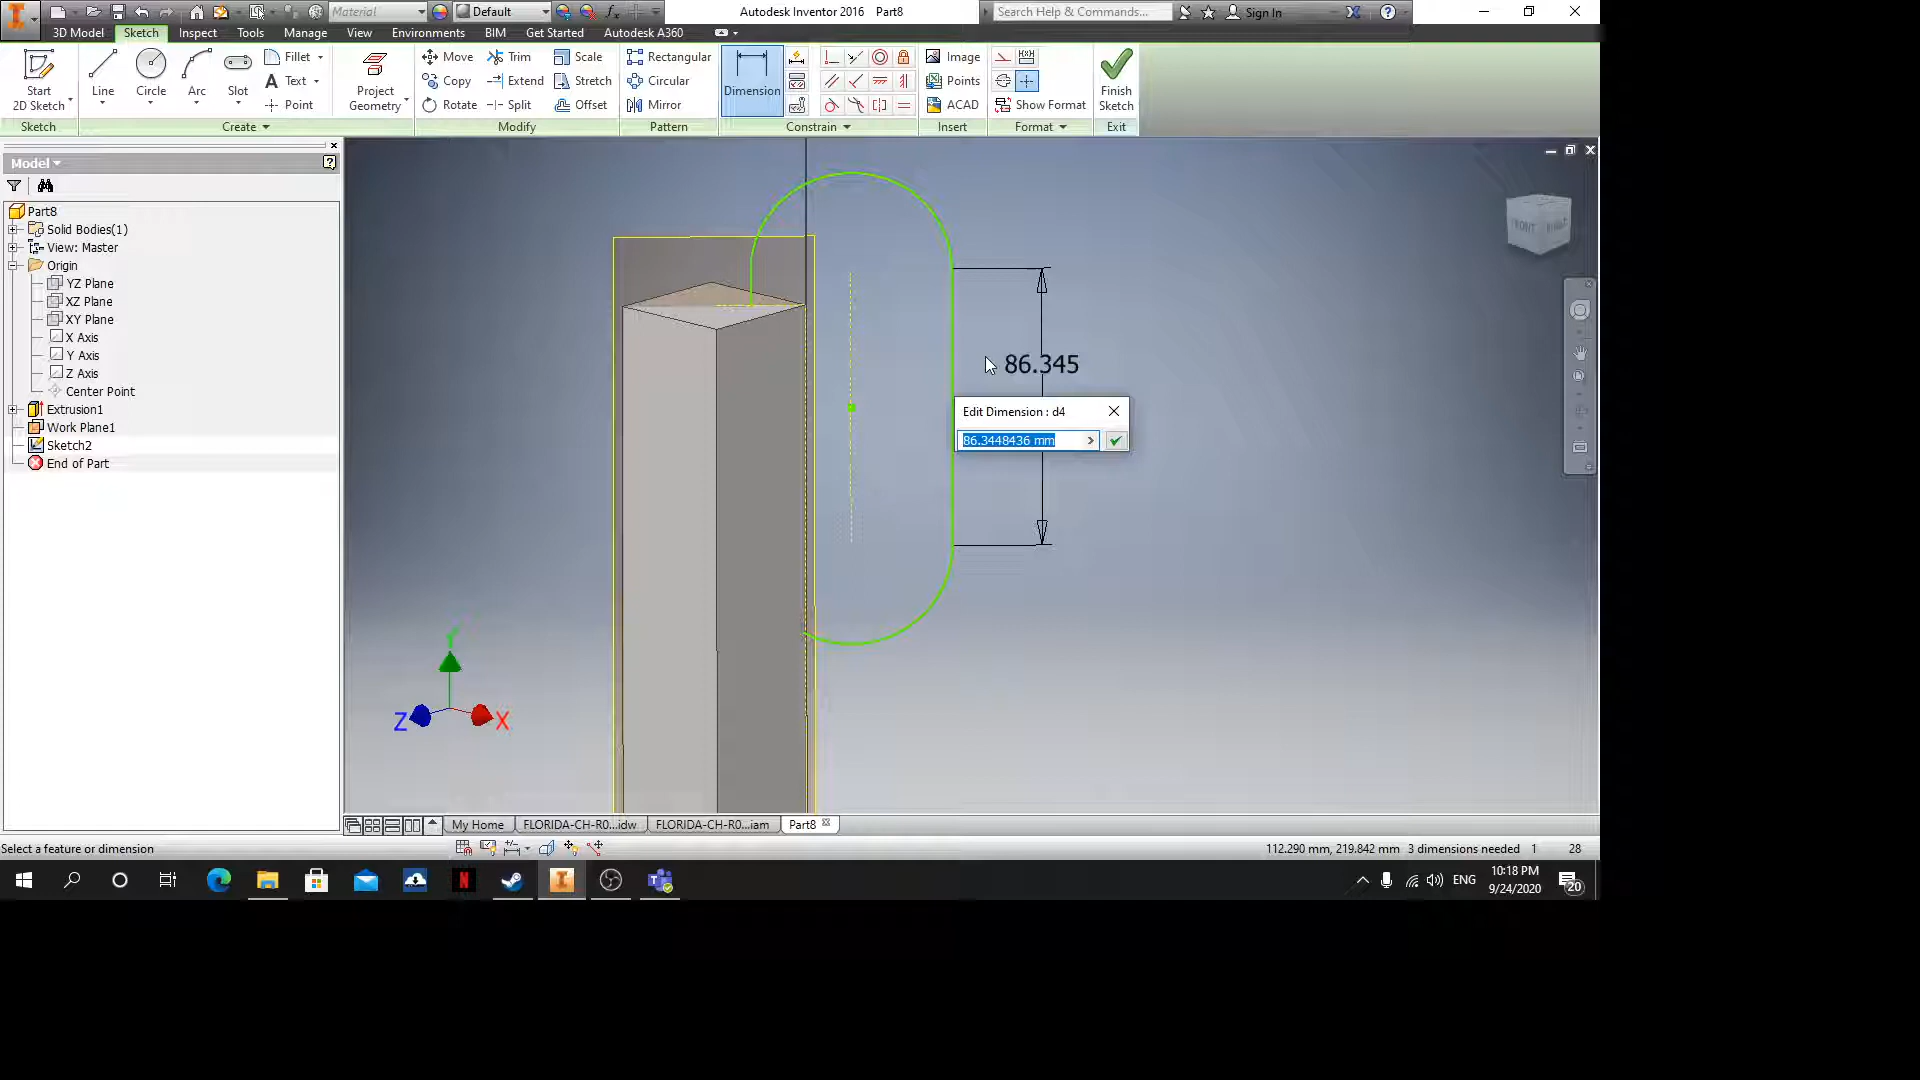 Material
Default
Autodesk Inventor 2016 Part8
Search Help & Commands...
Sign In
3D Model
Sketch
Inspect
Tools
Manage
View
Environments
BIM
Get Started
Autodesk A360
Start
2D Sketch
Line
Circle
Arc
Slot
Fillet
Text
Point
Project
Geometry
Move
Copy
Rotate
Trim
Extend
Split
Scale
Stretch
Offset
Rectangular
Circular
Mirror
Dimension
Image
Points
ACAD
Show Format
Finish
Sketch
Sketch
Create
Modify
Pattern
Constrain
Insert
Format
Exit
Model
Part8
Solid Bodies(1)
View: Master
Origin
YZ Plane
XZ Plane
XY Plane
X Axis
Y Axis
Z Axis
Center Point
Extrusion1
Work Plane1
Sketch2
End of Part
FRONT
86.345
Edit Dimension : d4
86.3448436 mm
Y
Z
X
My Home
FLORIDA-CH-R0...idw
FLORIDA-CH-R0...iam
Part8
Select a feature or dimension
112.290 mm, 219.842 mm
3 dimensions needed
1
28
ENG
10:18 PM
9/24/2020
20